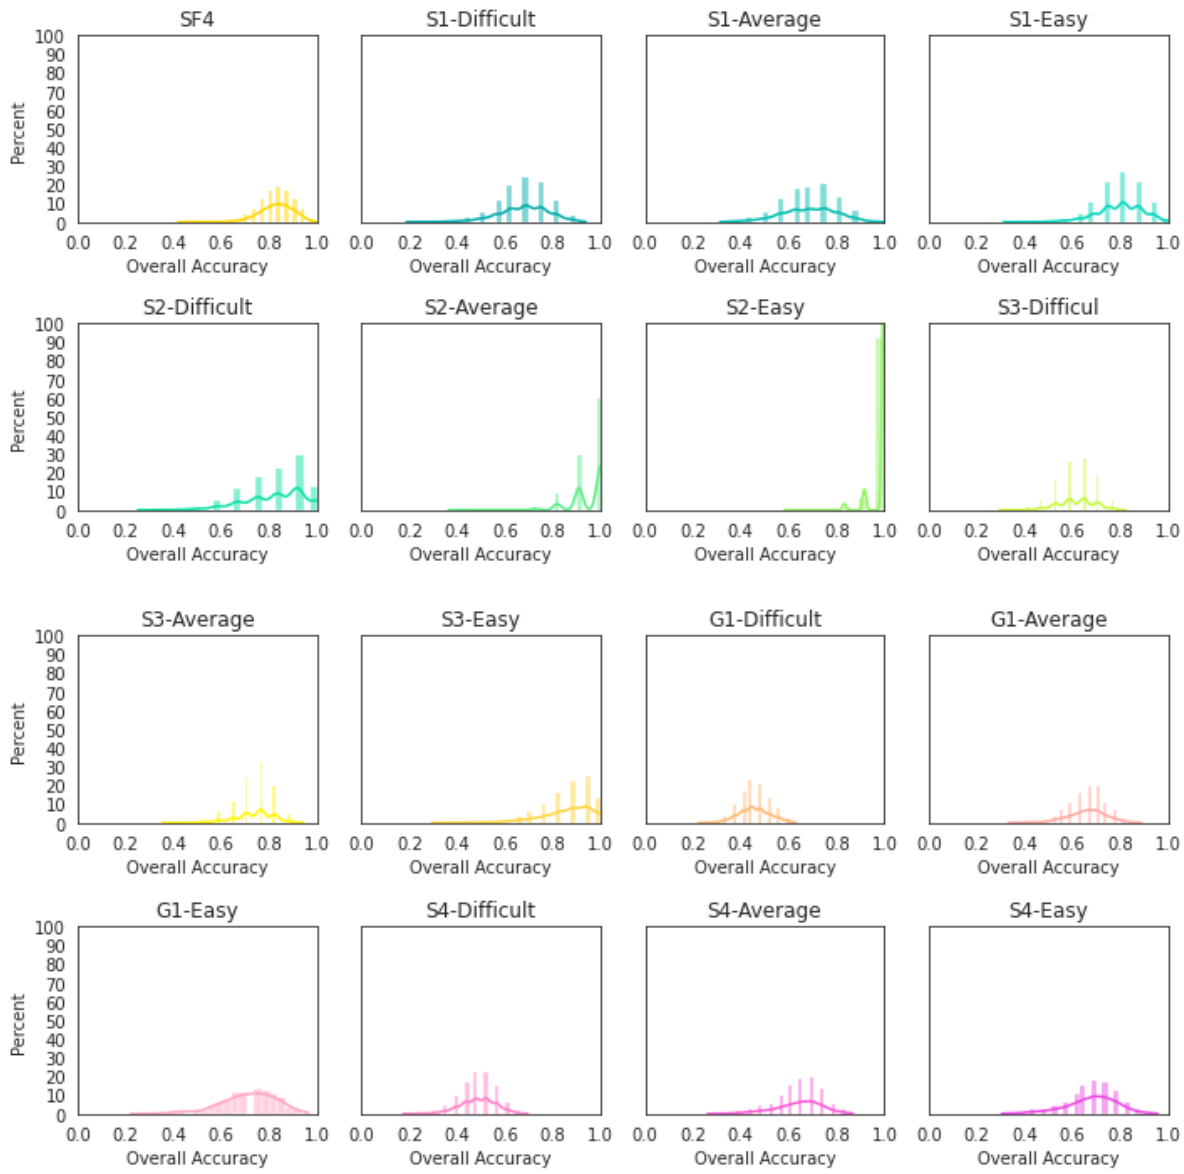 SF4 S1-Difficult S1-Average S1-Easy
Percent
100
90
80
70
60
50
40
30
20
10
0
0.0 0.2 0.4 0.6 0.8 1.0 0.0 0.2 0.4 0.6 0.8 1.0 0.0 0.2 0.4 0.6 0.8 1.0 0.0 0.2 0.4 0.6 0.8 1.0
Overall Accuracy Overall Accuracy Overall Accuracy Overall Accuracy
S2-Difficult S2-Average S2-Easy S3-Difficul
Percent
100
90
80
70
60
50
40
30
20
10
0
0.0 0.2 0.4 0.6 0.8 1.0 0.0 0.2 0.4 0.6 0.8 1.0 0.0 0.2 0.4 0.6 0.8 1.0 0.0 0.2 0.4 0.6 0.8 1.0
Overall Accuracy Overall Accuracy Overall Accuracy Overall Accuracy
S3-Average S3-Easy G1-Difficult G1-Average
Percent
100
90
80
70
60
50
40
30
20
10
0
0.0 0.2 0.4 0.6 0.8 1.0 0.0 0.2 0.4 0.6 0.8 1.0 0.0 0.2 0.4 0.6 0.8 1.0 0.0 0.2 0.4 0.6 0.8 1.0
Overall Accuracy Overall Accuracy Overall Accuracy Overall Accuracy
G1-Easy S4-Difficult S4-Average S4-Easy
Percent
100
90
80
70
60
50
40
30
20
10
0
0.0 0.2 0.4 0.6 0.8 1.0 0.0 0.2 0.4 0.6 0.8 1.0 0.0 0.2 0.4 0.6 0.8 1.0 0.0 0.2 0.4 0.6 0.8 1.0
Overall Accuracy Overall Accuracy Overall Accuracy Overall Accuracy